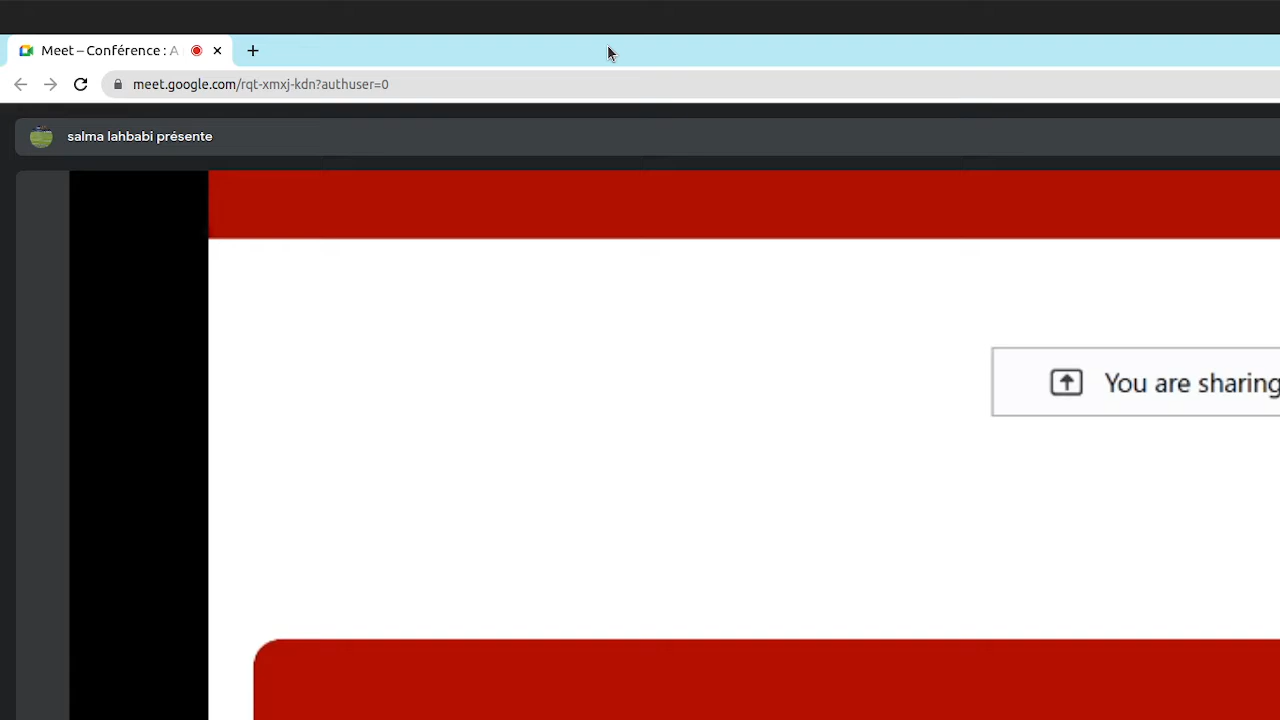 Meet – Conférence : A
meet.google.com/rqt-xmxj-kdn?authuser=0
salma lahbabi présente
You are sharing